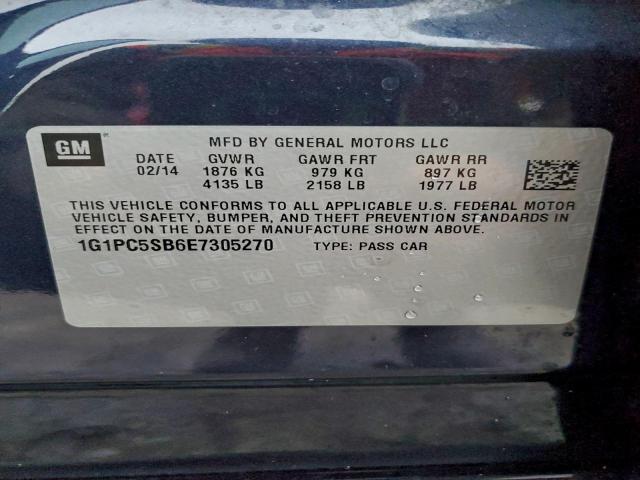 GM
MFD BY GENERAL MOTORS LLC
DATE GVWR GAWR FRT GAWR RR
02/14 1876 KG 979 KG 897 KG
4135 LB 2158 LB 1977 LB
THIS VEHICLE CONFORMS TO ALL APPLICABLE U.S. FEDERAL MOTOR
VEHICLE SAFETY, BUMPER, AND THEFT PREVENTION STANDARDS IN
EFFECT ON THE DATE OF MANUFACTURE SHOWN ABOVE.
1G1PC5SB6E7305270 TYPE: PASS CAR